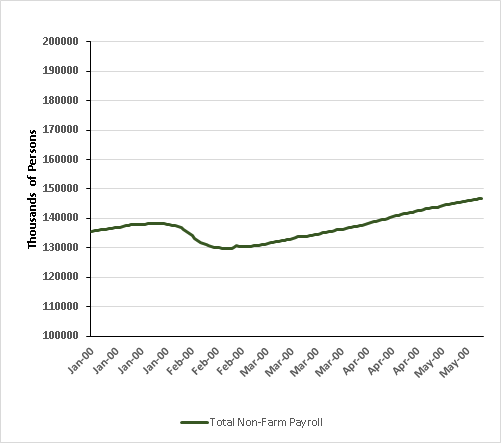 200000
190000
180000
170000
160000
150000
140000
130000
120000
110000
100000
Thousands of Persons
Jan-00
Jan-00
Jan-00
Jan-00
Feb-00
Feb-00
Feb-00
Mar-00
Mar-00
Mar-00
Mar-00
Apr-00
Apr-00
Apr-00
May-00
May-00
Total Non-Farm Payroll